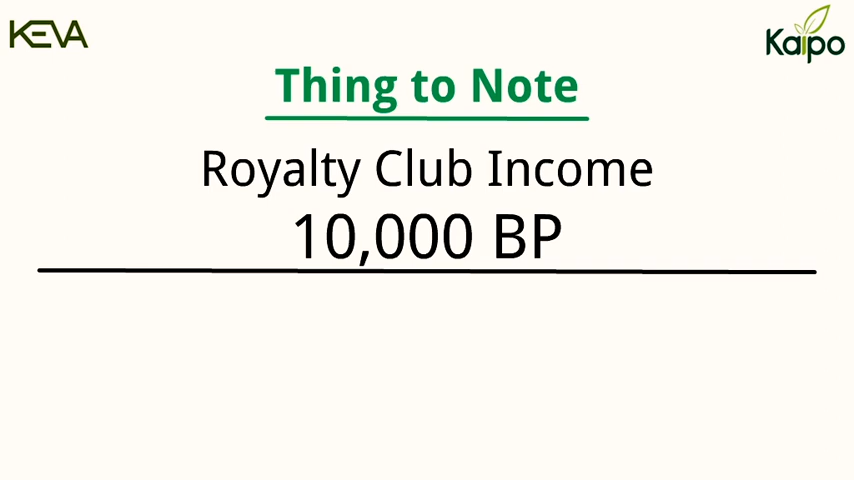 KEVA
Kaipo
Thing to Note
Royalty Club Income
10,000 BP